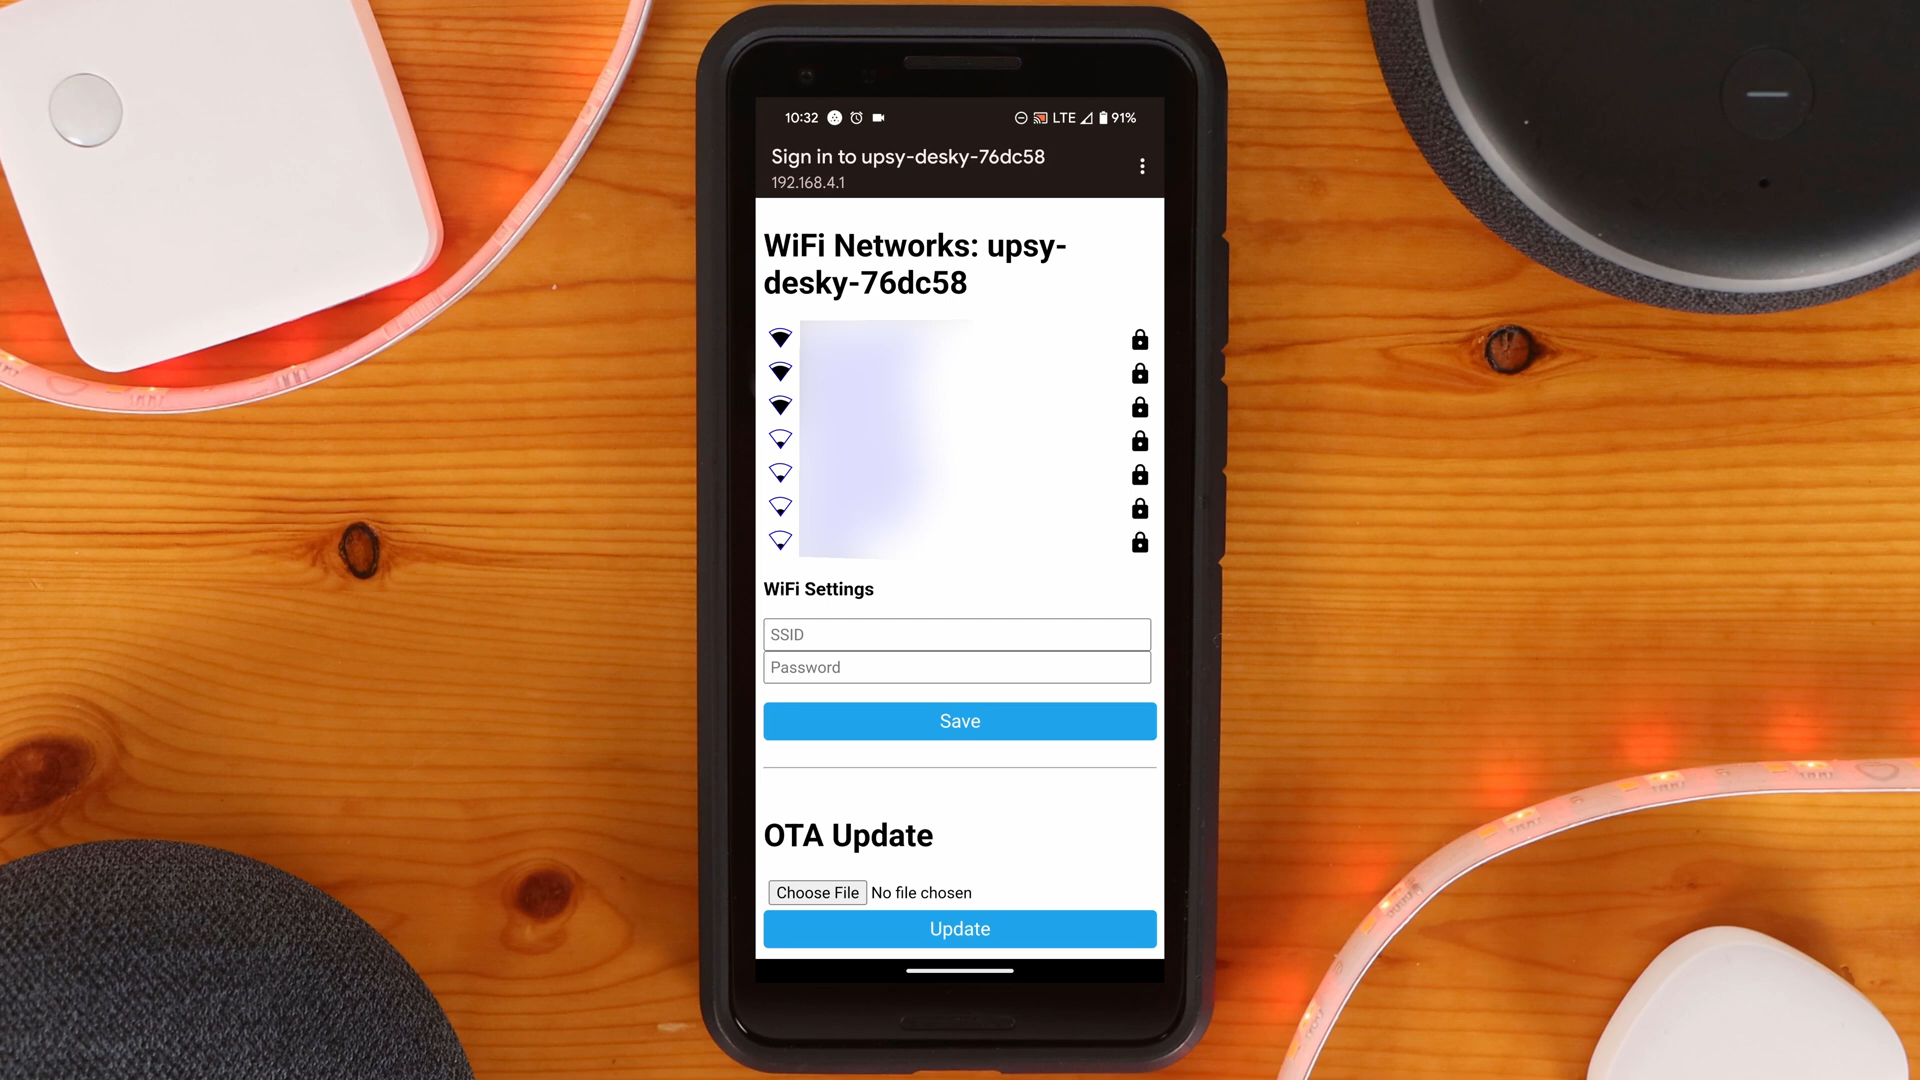 10:32 LTE 91%
Sign in to upsy-desky-76dc58
192.168.4.1
WiFi Networks: upsy-
desky-76dc58
WiFi Settings
SSID
Password
Save
OTA Update
Choose File No file chosen
Update